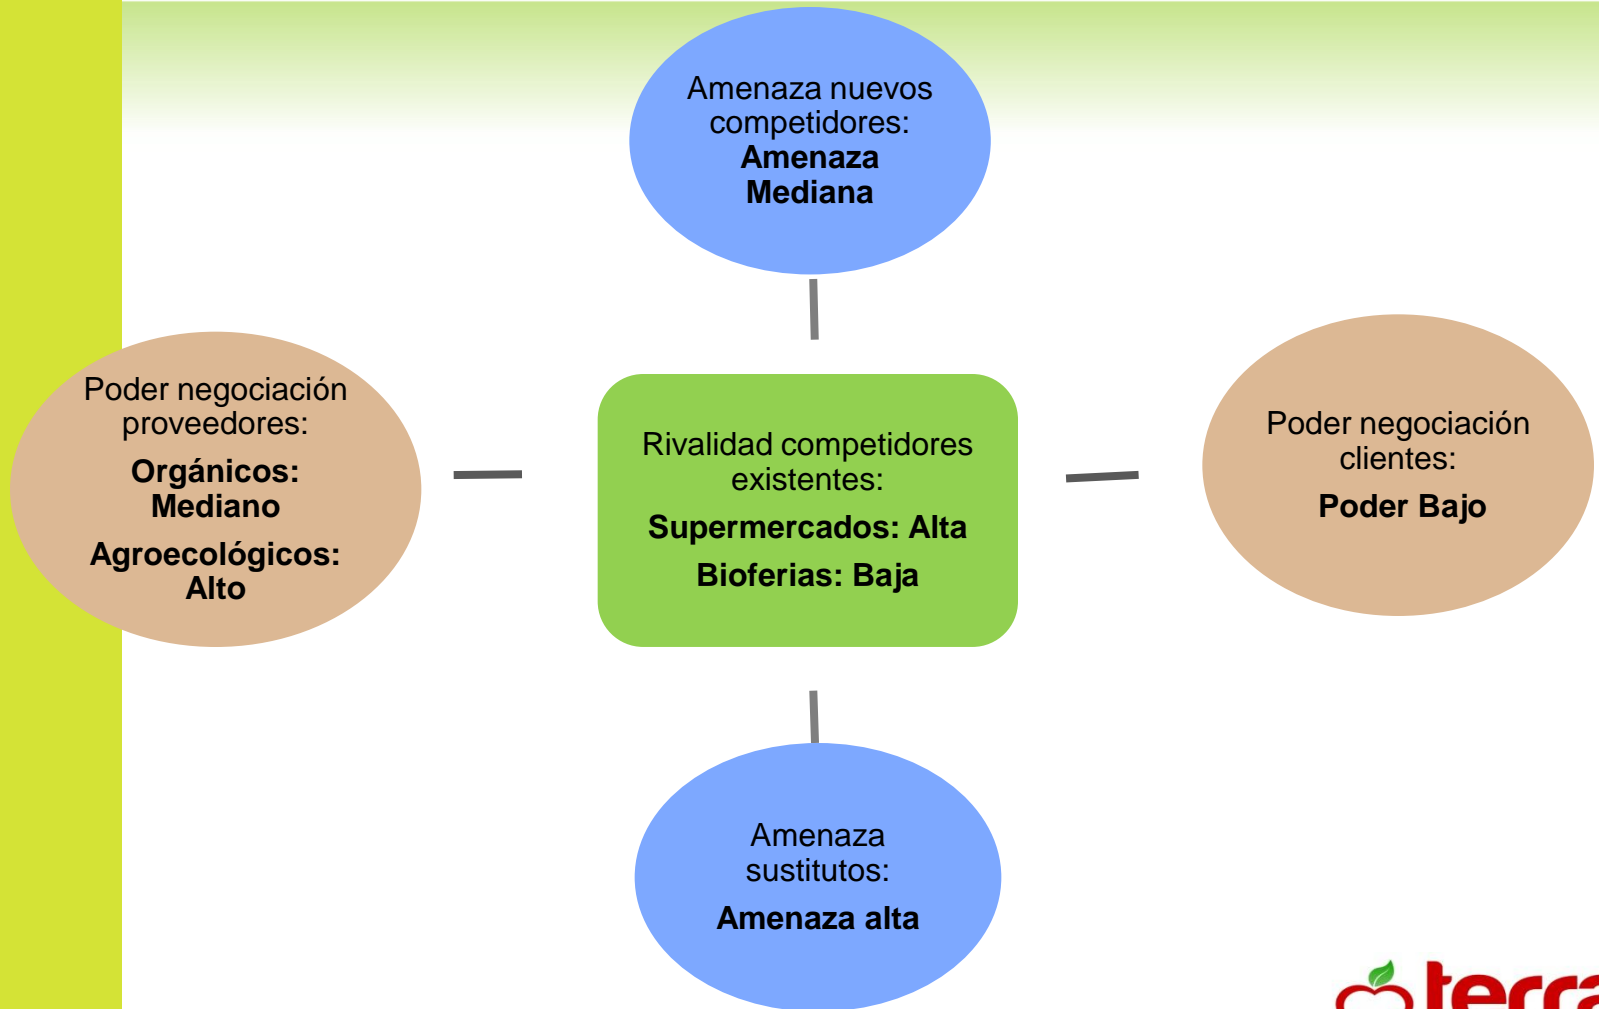 Amenaza nuevos
competidores:
Amenaza
Mediana
Poder negociación
proveedores:
Orgánicos:
Mediano
Agroecológicos:
Alto
Rivalidad competidores
existentes:
Supermercados: Alta
Bioferias: Baja
Poder negociación
clientes:
Poder Bajo
Amenaza
sustitutos:
Amenaza alta
terra